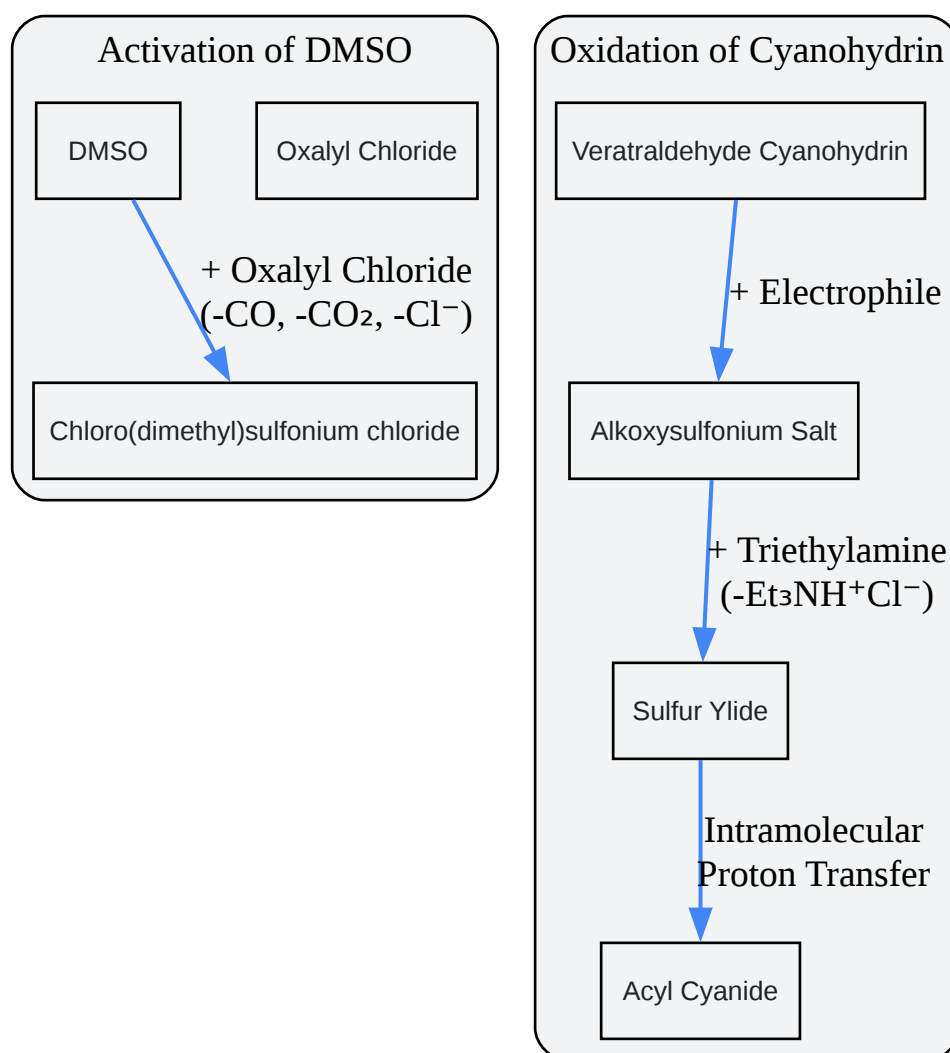 Activation of DMSO
DMSO
Oxalyl Chloride
+ Oxalyl Chloride
(-CO, -CO₂, -Cl⁻)
Chloro(dimethyl)sulfonium chloride
Oxidation of Cyanohydrin
Veratraldehyde Cyanohydrin
+ Electrophile
Alkoxysulfonium Salt
+ Triethylamine
(-Et₃NH⁺Cl⁻)
Sulfur Ylide
Intramolecular
Proton Transfer
Acyl Cyanide